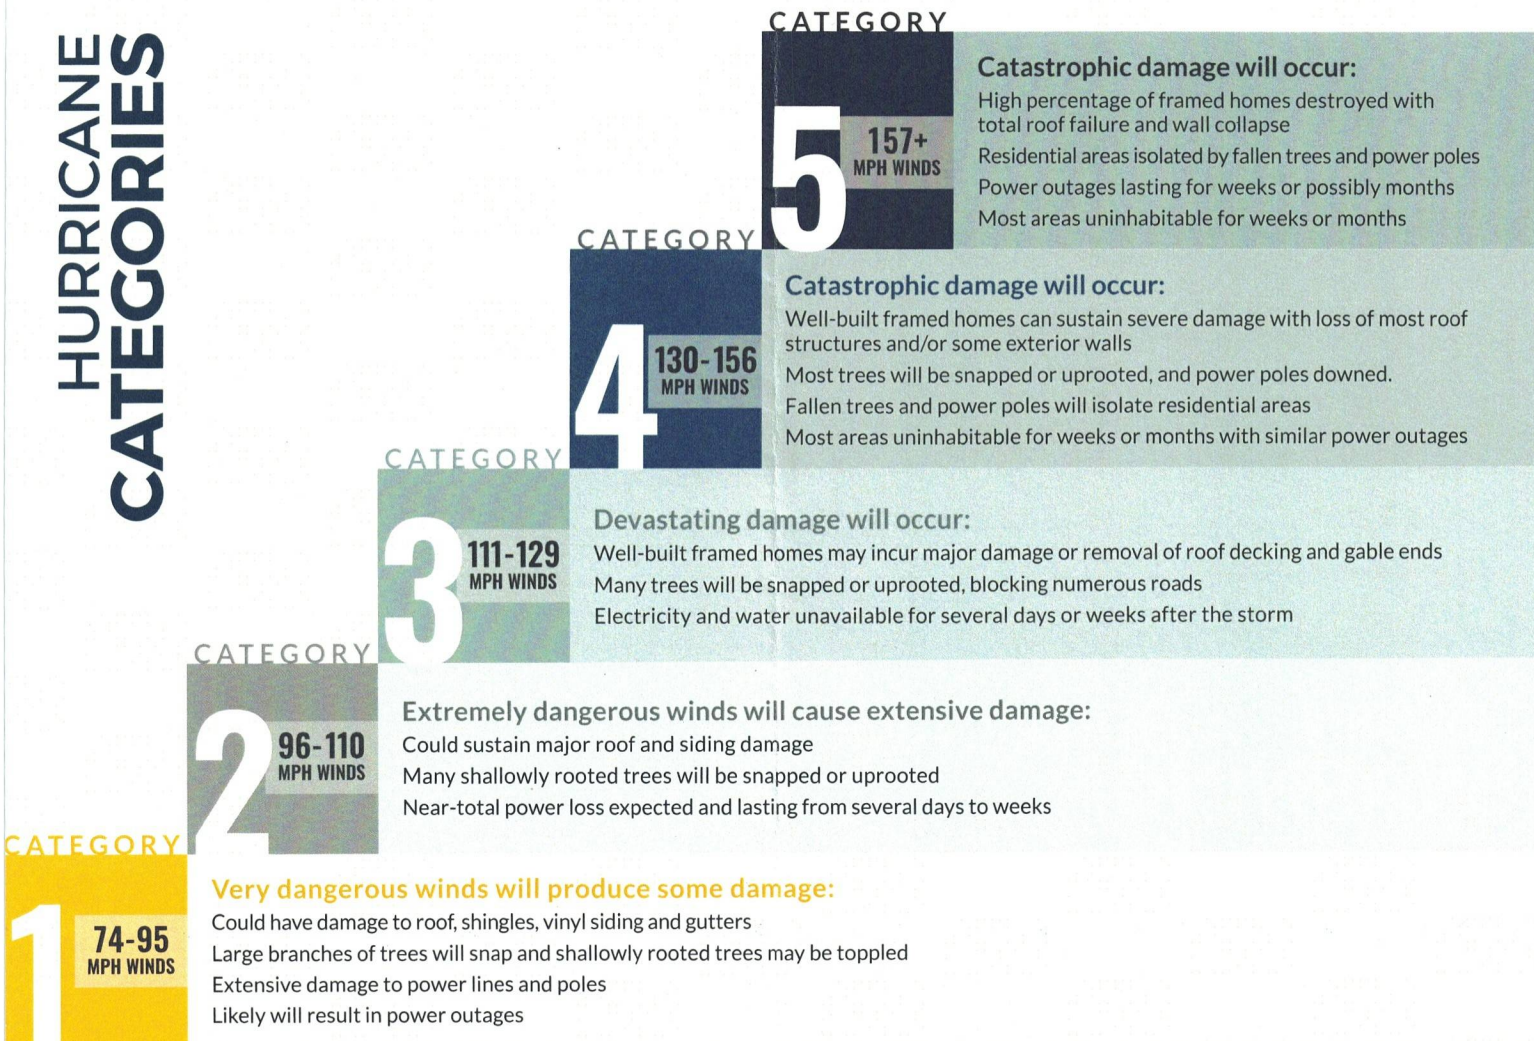 HURRICANE
CATEGORIES
CATEGORY
5
157+
MPH WINDS
Catastrophic damage will occur:
High percentage of framed homes destroyed with
total roof failure and wall collapse
Residential areas isolated by fallen trees and power poles
Power outages lasting for weeks or possibly months
Most areas uninhabitable for weeks or months
CATEGORY
4
130-156
MPH WINDS
Catastrophic damage will occur:
Well-built framed homes can sustain severe damage with loss of most roof
structures and/or some exterior walls
Most trees will be snapped or uprooted, and power poles downed.
Fallen trees and power poles will isolate residential areas
Most areas uninhabitable for weeks or months with similar power outages
CATEGORY
3
111-129
MPH WINDS
Devastating damage will occur:
Well-built framed homes may incur major damage or removal of roof decking and gable ends
Many trees will be snapped or uprooted, blocking numerous roads
Electricity and water unavailable for several days or weeks after the storm
CATEGORY
2
96-110
MPH WINDS
Extremely dangerous winds will cause extensive damage:
Could sustain major roof and siding damage
Many shallowly rooted trees will be snapped or uprooted
Near-total power loss expected and lasting from several days to weeks
CATEGORY
1
74-95
MPH WINDS
Very dangerous winds will produce some damage:
Could have damage to roof, shingles, vinyl siding and gutters
Large branches of trees will snap and shallowly rooted trees may be toppled
Extensive damage to power lines and poles
Likely will result in power outages